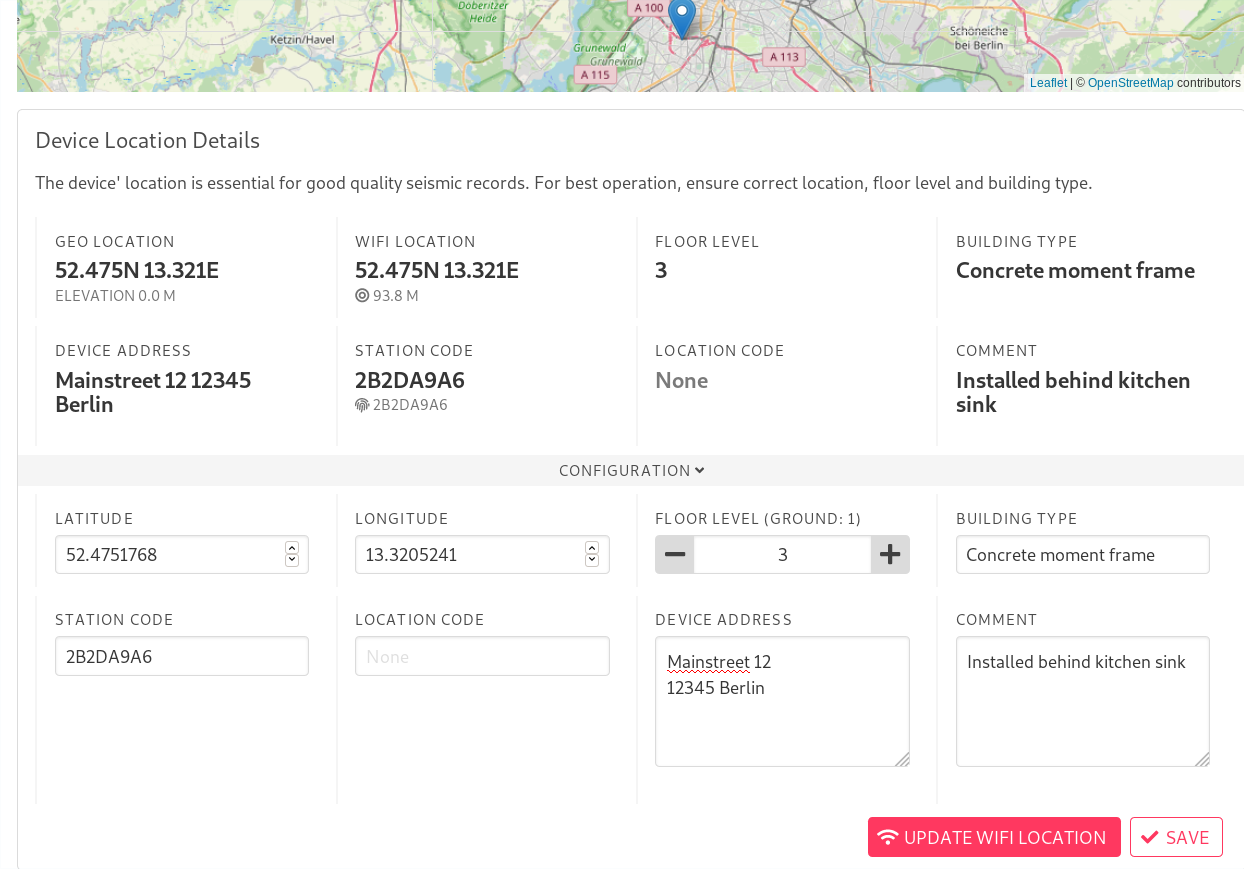 Döberitzer
Heide
A 100
Ketzin/Havel
Schöneiche
bei Berlin
Grunewald
Grunewald
A 113
A 115
Leaflet | © OpenStreetMap contributors
Device Location Details
The device' location is essential for good quality seismic records. For best operation, ensure correct location, floor level and building type.
GEO LOCATION
52.475N 13.321E
ELEVATION 0.0 M
WIFI LOCATION
52.475N 13.321E
93.8 M
FLOOR LEVEL
3
BUILDING TYPE
Concrete moment frame
DEVICE ADDRESS
Mainstreet 12 12345
Berlin
STATION CODE
2B2DA9A6
2B2DA9A6
LOCATION CODE
None
COMMENT
Installed behind kitchen
sink
CONFIGURATION
LATITUDE
52.4751768
LONGITUDE
13.3205241
FLOOR LEVEL (GROUND: 1)
3
BUILDING TYPE
Concrete moment frame
STATION CODE
2B2DA9A6
LOCATION CODE
None
DEVICE ADDRESS
Mainstreet 12
12345 Berlin
COMMENT
Installed behind kitchen sink
UPDATE WIFI LOCATION
SAVE